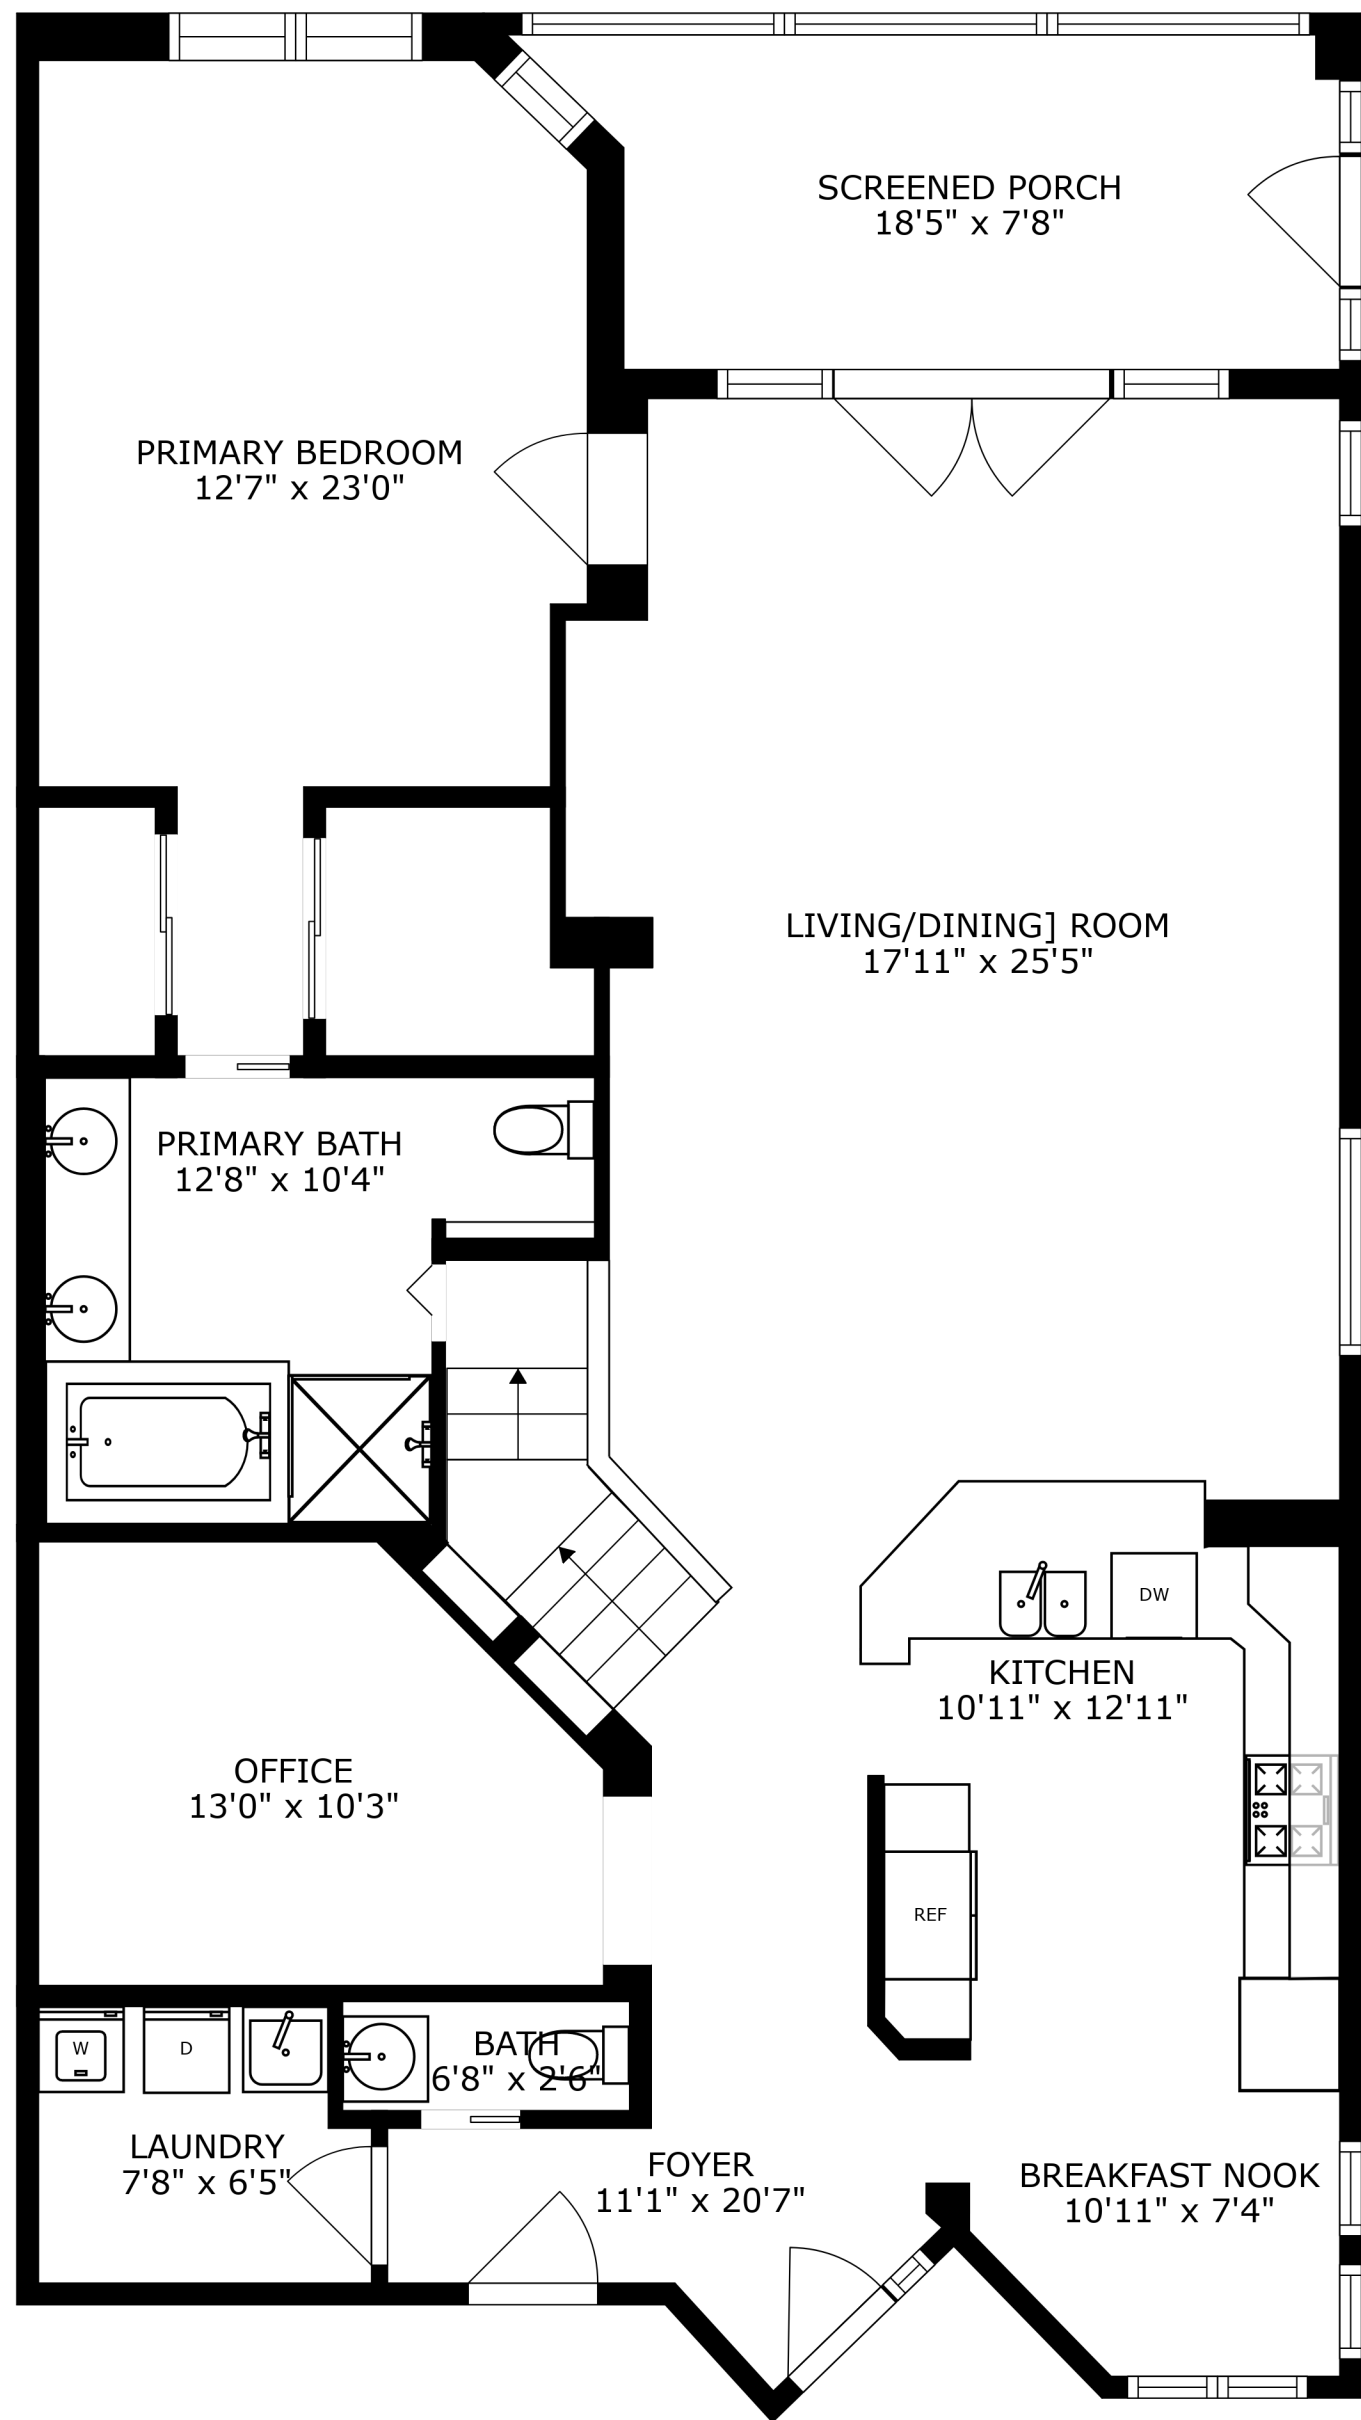 SCREENED PORCH
18'5" x 7'8"
PRIMARY BEDROOM
12'7" x 23'0"
LIVING/DINING] ROOM
17'11" x 25'5"
PRIMARY BATH
12'8" x 10'4"
DW
KITCHEN
10'11" x 12'11"
OFFICE
13'0" x 10'3"
REF
W
D
BATH
6'8" x 2'6"
LAUNDRY
7'8" x 6'5"
FOYER
11'1" x 20'7"
BREAKFAST NOOK
10'11" x 7'4"